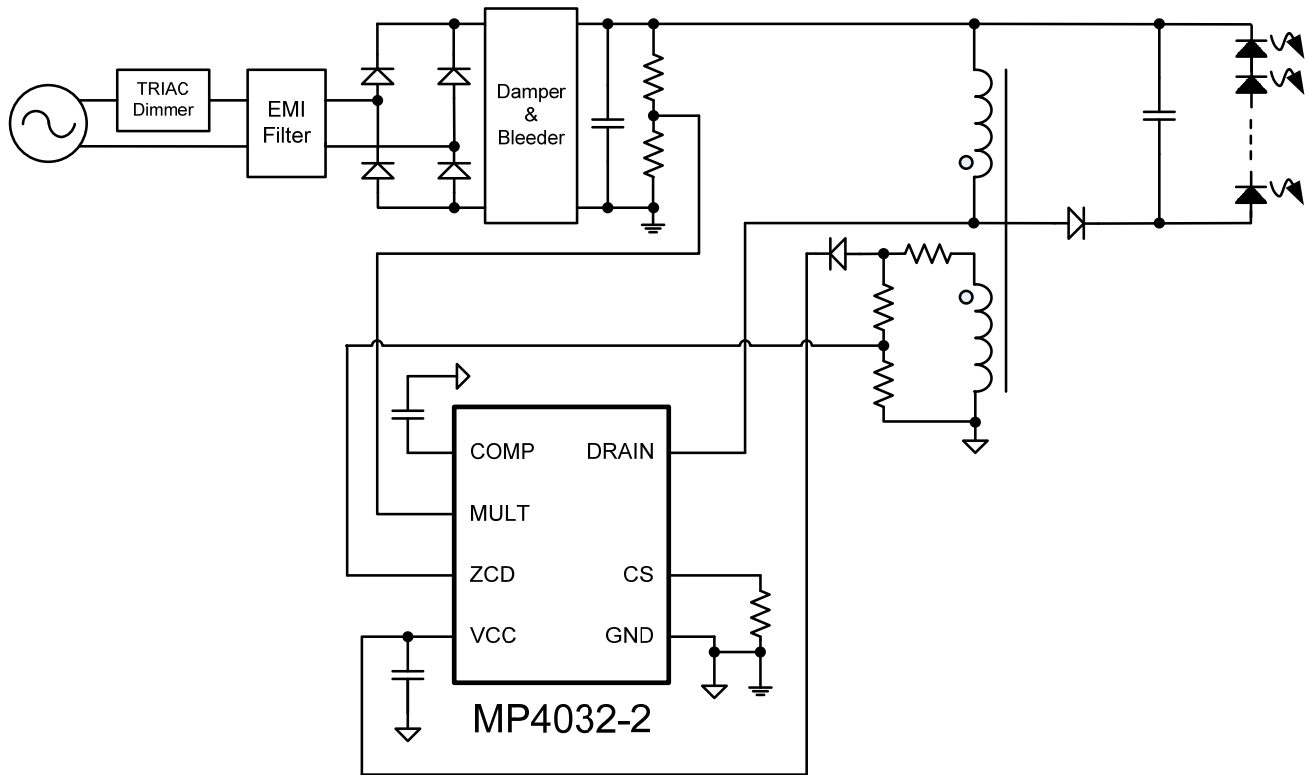 TRIAC
Dimmer
EMI
Filter
Damper
&
Bleeder
COMP
DRAIN
MULT
ZCD
CS
VCC
GND
MP4032-2